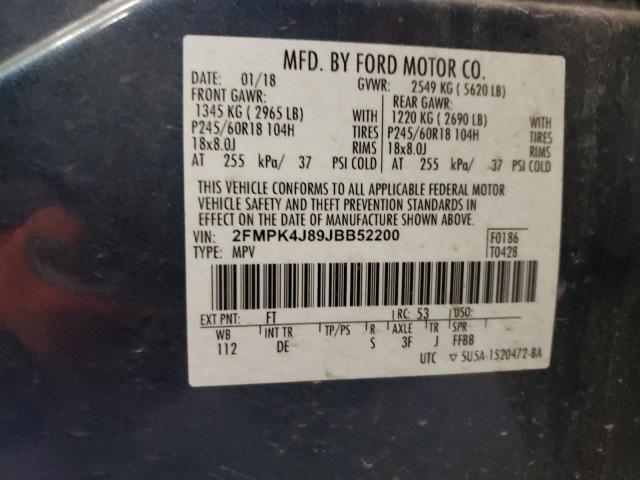 MFD. BY FORD MOTOR CO.
DATE: 01/18 GVWR: 2549 KG ( 5620 LB)
FRONT GAWR: REAR GAWR:
1345 KG ( 2965 LB) WITH 1220 KG ( 2690 LB) WITH
P245/60R18 104H TIRES P245/60R18 104H TIRES
18x8.0J RIMS 18x8.0J RIMS
AT 255 kPa/ 37 PSI COLD AT 255 kPa/ 37 PSI COLD
THIS VEHICLE CONFORMS TO ALL APPLICABLE FEDERAL MOTOR
VEHICLE SAFETY AND THEFT PREVENTION STANDARDS IN
EFFECT ON THE DATE OF MANUFACTURE SHOWN ABOVE.
VIN: 2FMPK4J89JBB52200 F0186
TYPE: MPV T0428
EXT PNT: FT RC: 53 DSO:
WB INT TR TP/PS R AXLE TR SPR
112 DE S 3F J FFB8
UTC ▽ 5U5A-1520472-BA